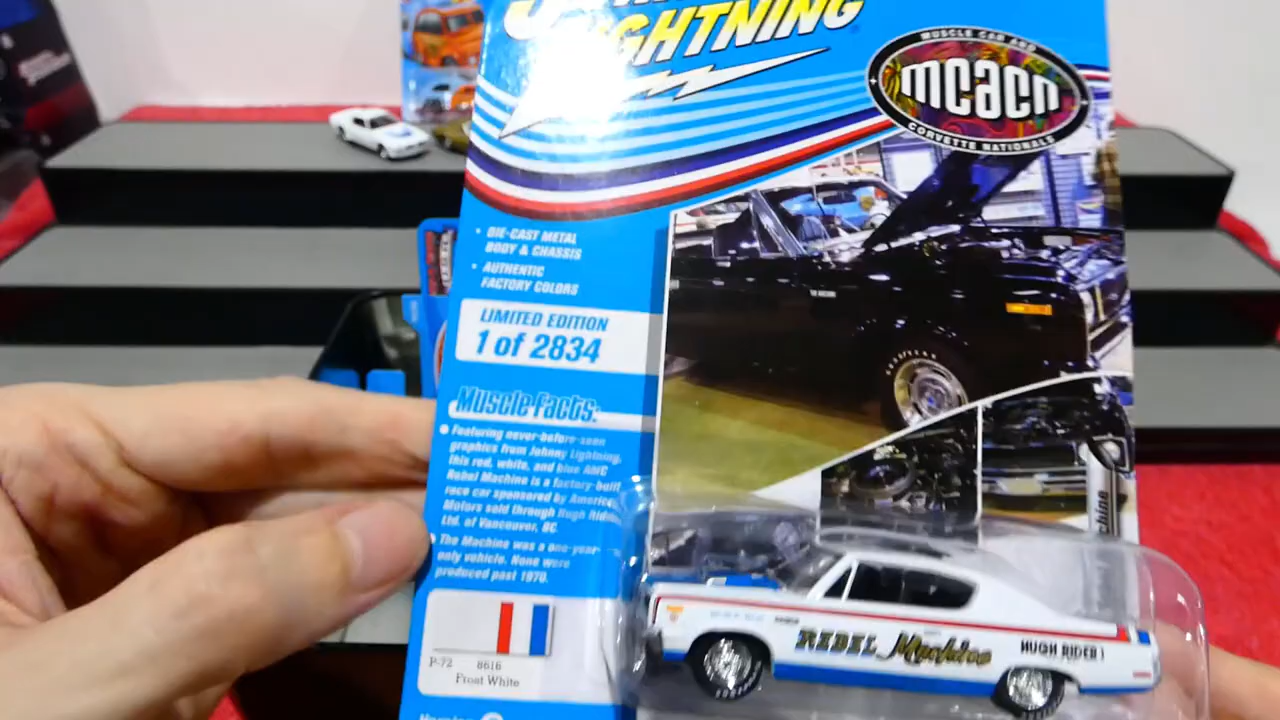 LIGHTNING
MUSCLE CAR AND
mcacn
CORVETTE NATIONALS
• DIE-CAST METAL
BODY & CHASSIS
• AUTHENTIC
FACTORY COLORS
LIMITED EDITION
1 of 2834
Muscle Facts:
Featuring never-before-seen
graphics from Johnny Lightning,
this red, white, and blue AMC
Rebel Machine is a factory-built
race car sponsored by American
Motors sold through Hugh Rider
Ltd. of Vancouver, BC.
The Machine was a one-year-
only vehicle. None were
produced past 1970.
P-72 8616
Frost White
REBEL Machine
HUGH RIDER